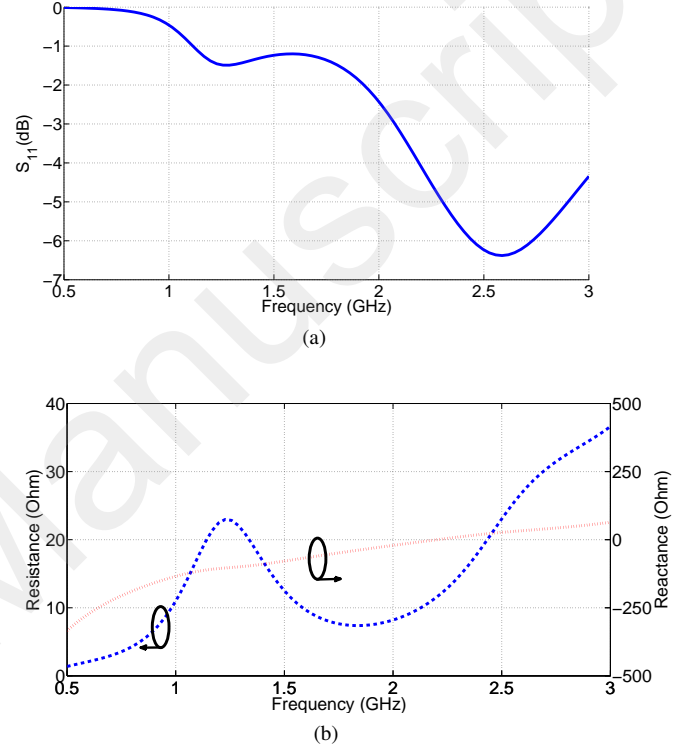 0
−1
−2
−3
−4
−5
−6
−7
S11(dB)
0.5 1 1.5 2 2.5 3
Frequency (GHz)
(a)
40
30
20
10
0
Resistance (Ohm)
500
250
0
−250
−500
Reactance (Ohm)
0.5 1 1.5 2 2.5 3
Frequency (GHz)
(b)
Manuscrip